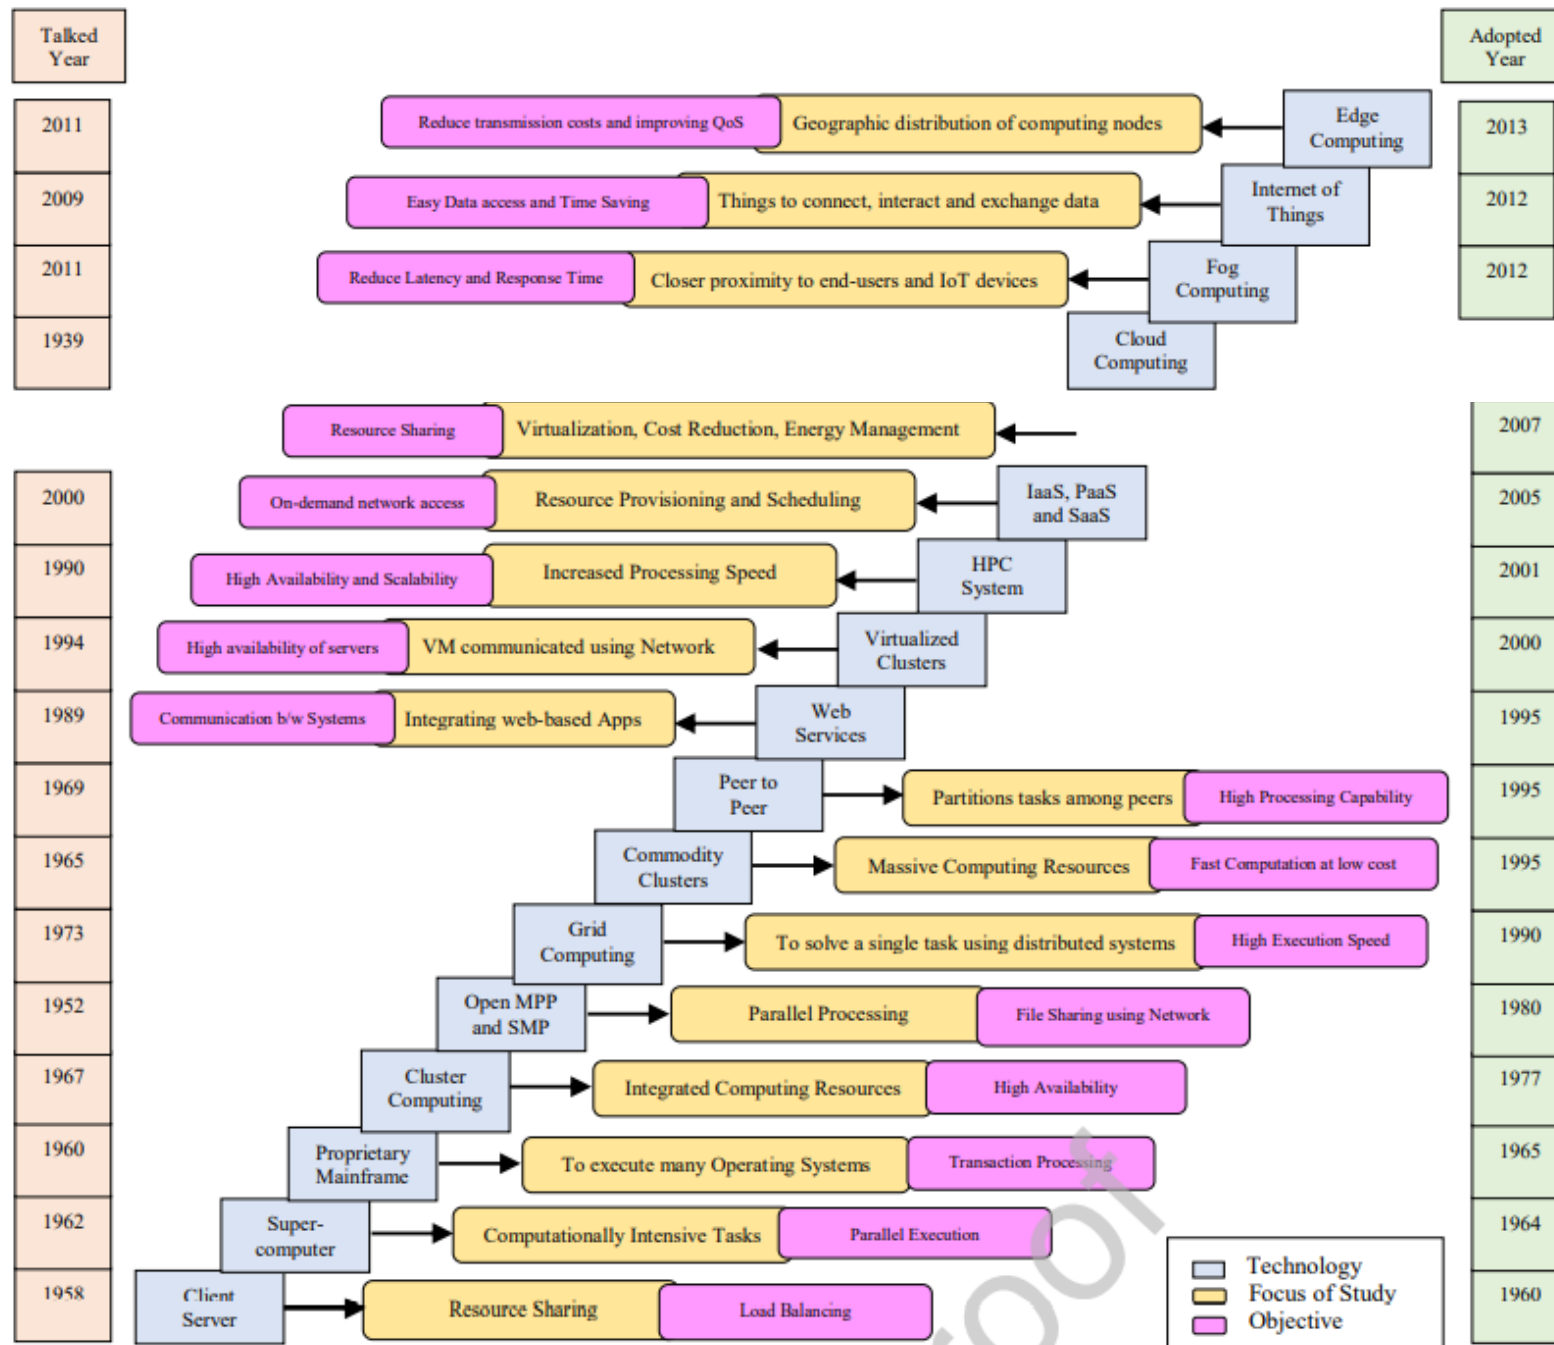 Talked
Year
Adopted
Year
2011
Reduce transmission costs and improving QoS
Geographic distribution of computing nodes
Edge
Computing
2013
2009
Easy Data access and Time Saving
Things to connect, interact and exchange data
Internet of
Things
2012
2011
Reduce Latency and Response Time
Closer proximity to end-users and IoT devices
Fog
Computing
2012
1939
Cloud
Computing
Resource Sharing
Virtualization, Cost Reduction, Energy Management
2007
2000
On-demand network access
Resource Provisioning and Scheduling
IaaS, PaaS
and SaaS
2005
1990
High Availability and Scalability
Increased Processing Speed
HPC
System
2001
1994
High availability of servers
VM communicated using Network
Virtualized
Clusters
2000
1989
Communication b/w Systems
Integrating web-based Apps
Web
Services
1995
1969
Peer to
Peer
Partitions tasks among peers
High Processing Capability
1995
1965
Commodity
Clusters
Massive Computing Resources
Fast Computation at low cost
1995
1973
Grid
Computing
To solve a single task using distributed systems
High Execution Speed
1990
1952
Open MPP
and SMP
Parallel Processing
File Sharing using Network
1980
1967
Cluster
Computing
Integrated Computing Resources
High Availability
1977
1960
Proprietary
Mainframe
To execute many Operating Systems
Transaction Processing
1965
1962
Super-
computer
Computationally Intensive Tasks
Parallel Execution
1964
1958
Client
Server
Resource Sharing
Load Balancing
1960
Technology
Focus of Study
Objective
oof